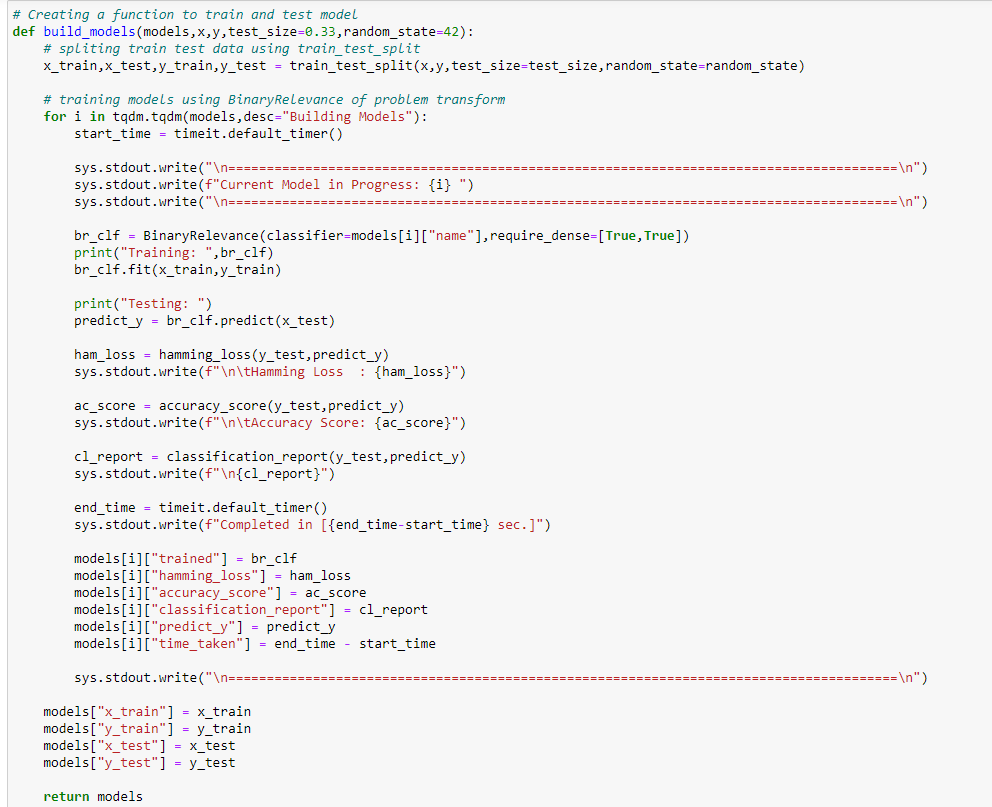 # Creating a function to train and test model
def build_models(models,x,y,test_size=0.33,random_state=42):
    # spliting train test data using train_test_split
    x_train,x_test,y_train,y_test = train_test_split(x,y,test_size=test_size,random_state=random_state)

    # training models using BinaryRelevance of problem transform
    for i in tqdm.tqdm(models,desc="Building Models"):
        start_time = timeit.default_timer()

        sys.stdout.write("\n=======================================================================================\n")
        sys.stdout.write(f"Current Model in Progress: {i} ")
        sys.stdout.write("\n=======================================================================================\n")

        br_clf = BinaryRelevance(classifier=models[i]["name"],require_dense=[True,True])
        print("Training: ",br_clf)
        br_clf.fit(x_train,y_train)

        print("Testing: ")
        predict_y = br_clf.predict(x_test)

        ham_loss = hamming_loss(y_test,predict_y)
        sys.stdout.write(f"\n\tHamming Loss  : {ham_loss}")

        ac_score = accuracy_score(y_test,predict_y)
        sys.stdout.write(f"\n\tAccuracy Score: {ac_score}")

        cl_report = classification_report(y_test,predict_y)
        sys.stdout.write(f"\n{cl_report}")

        end_time = timeit.default_timer()
        sys.stdout.write(f"Completed in [{end_time-start_time} sec.]")

        models[i]["trained"] = br_clf
        models[i]["hamming_loss"] = ham_loss
        models[i]["accuracy_score"] = ac_score
        models[i]["classification_report"] = cl_report
        models[i]["predict_y"] = predict_y
        models[i]["time_taken"] = end_time - start_time

        sys.stdout.write("\n=======================================================================================\n")

    models["x_train"] = x_train
    models["y_train"] = y_train
    models["x_test"] = x_test
    models["y_test"] = y_test

    return models